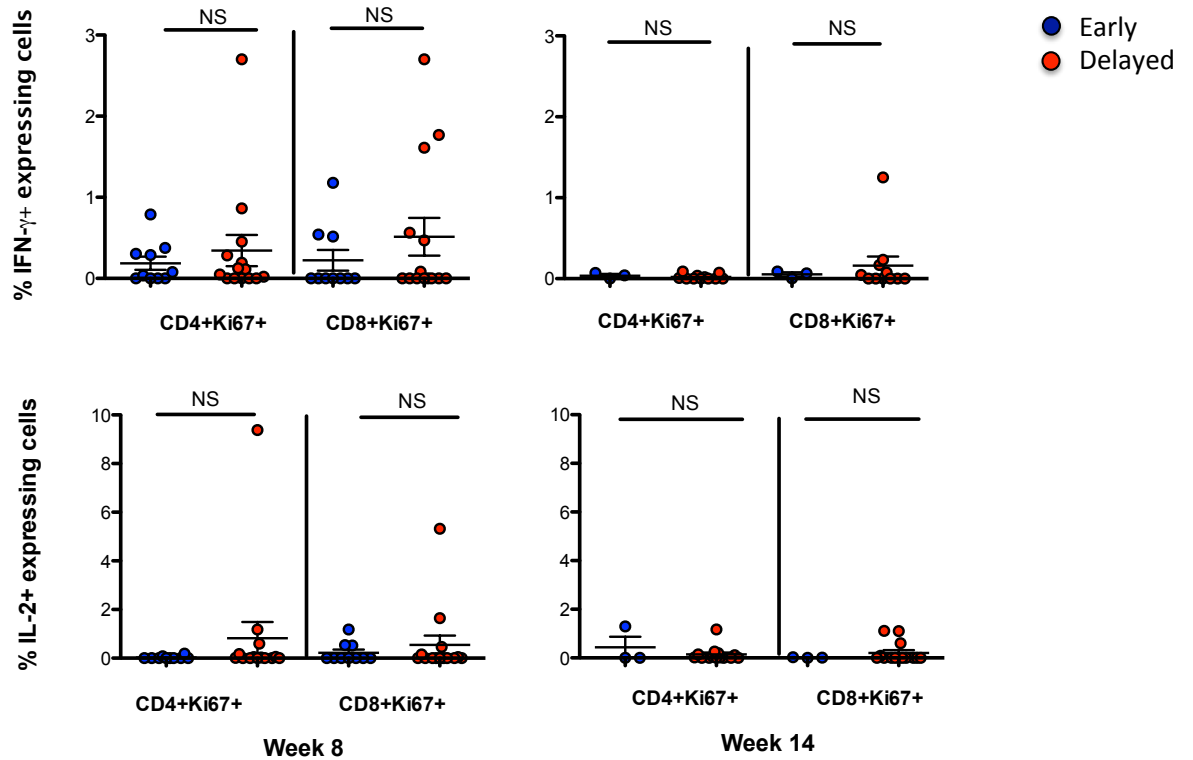 NS
NS
NS
NS
Early
Delayed
% IFN-γ+ expressing cells
3
2
1
0
3
2
1
0
CD4+Ki67+
CD8+Ki67+
CD4+Ki67+
CD8+Ki67+
NS
NS
NS
NS
% IL-2+ expressing cells
10
8
6
4
2
0
10
8
6
4
2
0
CD4+Ki67+
CD8+Ki67+
CD4+Ki67+
CD8+Ki67+
Week 8
Week 14